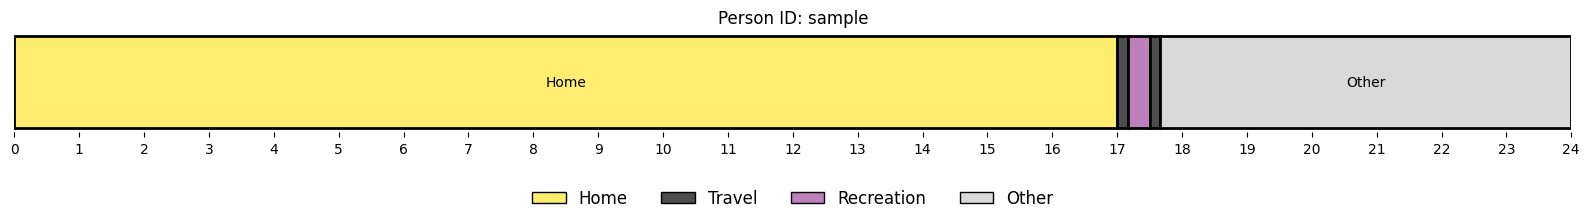 Person ID: sample
Home Other
0 1 2 3 4 5 6 7 8 9 10 11 12 13 14 15 16 17 18 19 20 21 22 23 24
Home Travel Recreation Other